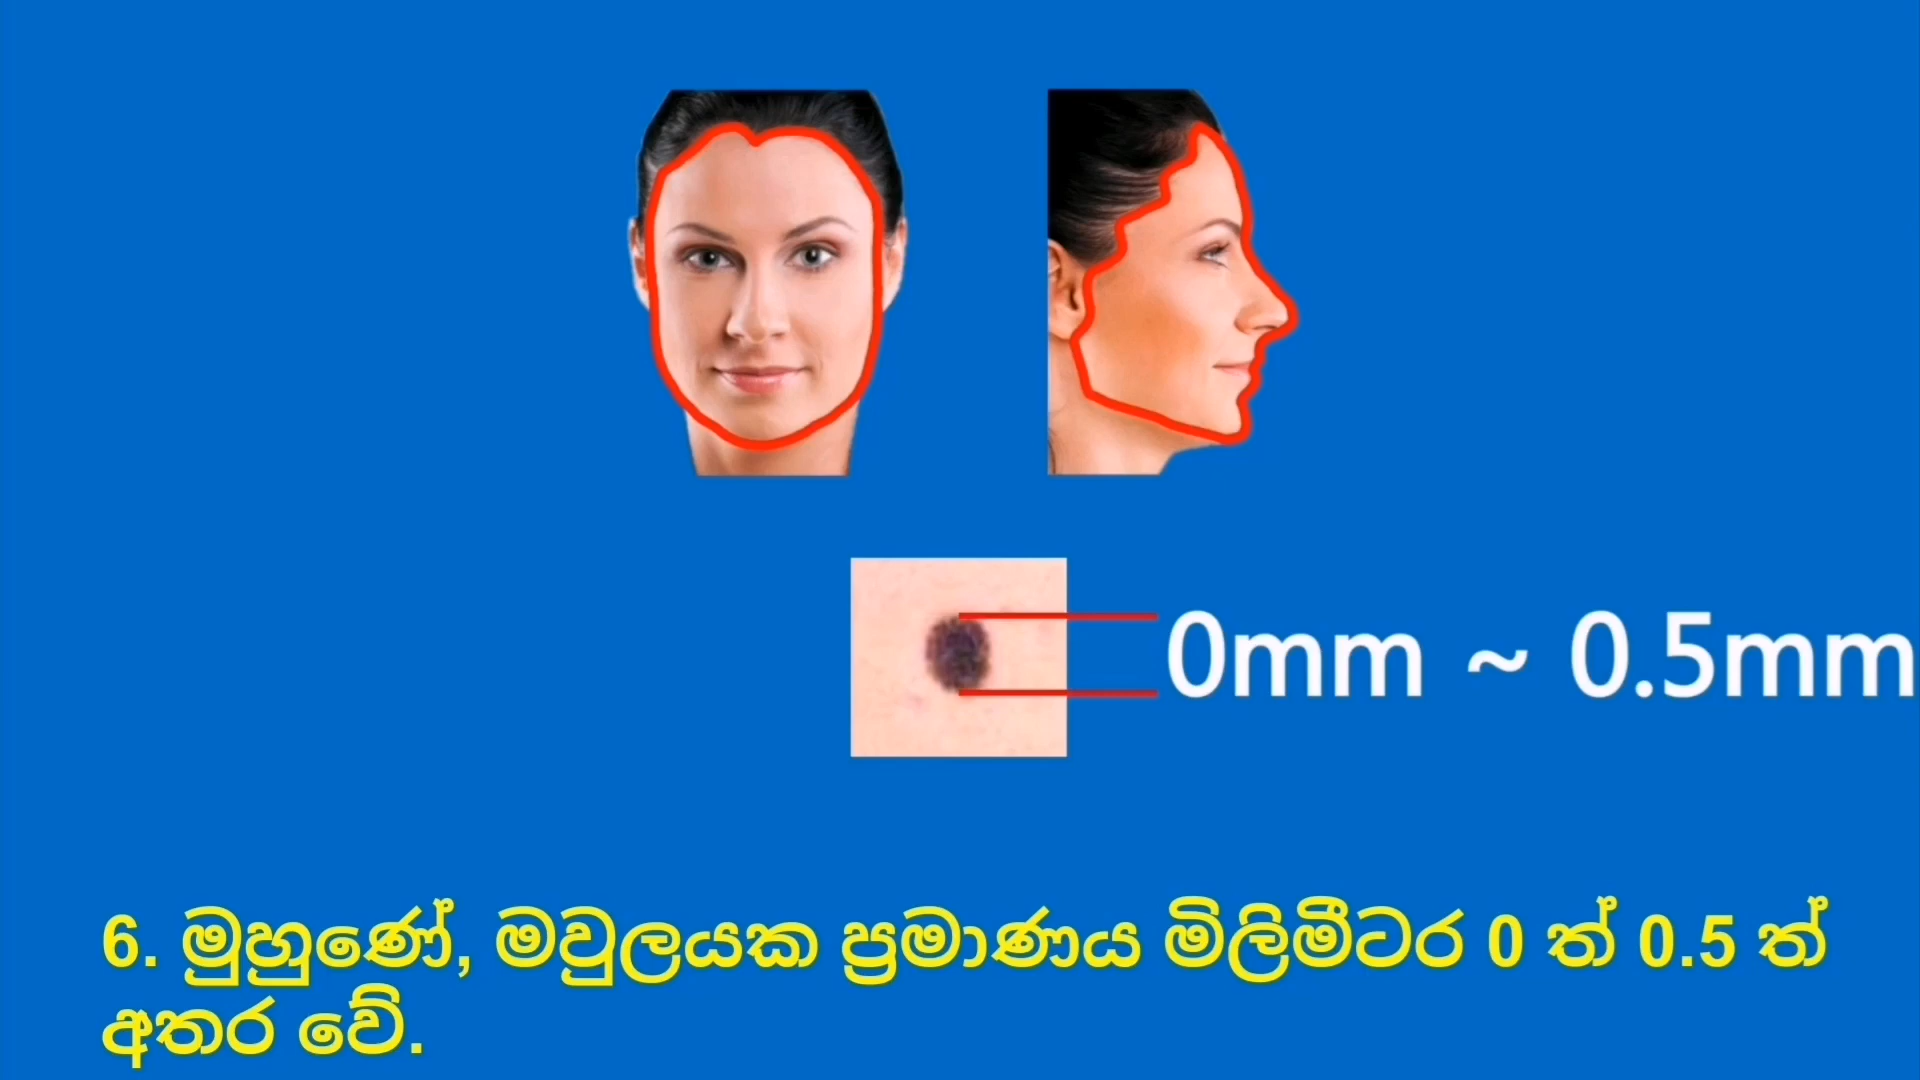 0mm ~ 0.5mm
6. මුහුණේ, මවුලයක ප්‍රමාණය මිලිමීටර 0 ත් 0.5 ත්
අතර වේ.